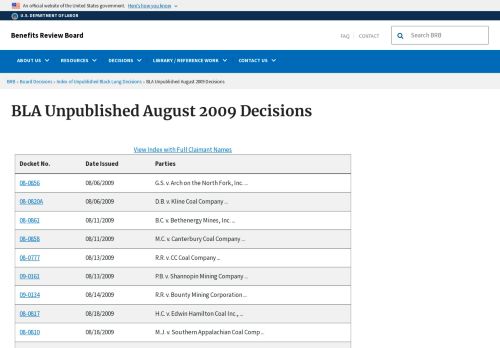 An official website of the United States government. Here's how you know
U.S. DEPARTMENT OF LABOR
Benefits Review Board
FAQ CONTACT
Search BRB
ABOUT US RESOURCES DECISIONS LIBRARY / REFERENCE WORK CONTACT US
BRB › Board Decisions › Index of Unpublished Black Lung Decisions › BLA Unpublished August 2009 Decisions
BLA Unpublished August 2009 Decisions
View Index with Full Claimant Names
Docket No. Date Issued Parties
08-0856 08/06/2009 G.S. v. Arch on the North Fork, Inc. ...
08-0820A 08/06/2009 D.B. v. Kline Coal Company ...
08-0861 08/11/2009 B.C. v. Bethenergy Mines, Inc. ...
08-0858 08/11/2009 M.C. v. Canterbury Coal Company ...
08-0777 08/13/2009 R.R. v. CC Coal Company ...
09-0161 08/13/2009 P.B. v. Shannopin Mining Company ...
09-0134 08/14/2009 R.R. v. Bounty Mining Corporation ...
08-0817 08/18/2009 H.C. v. Edwin Hamilton Coal Inc., ...
08-0810 08/18/2009 M.J. v. Southern Appalachian Coal Comp ...